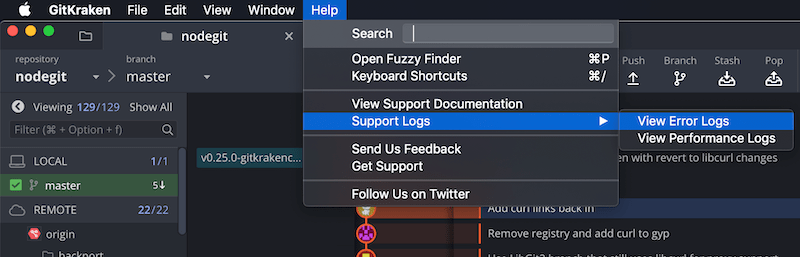 GitKraken File Edit View Window Help
nodegit
Search
repository
nodegit
branch
master
Open Fuzzy Finder ⌘P
Keyboard Shortcuts ⌘/
Push Branch Stash Pop
Viewing 129/129 Show All
View Support Documentation
Support Logs
View Error Logs
View Performance Logs
Filter (⌘ + Option + f)
Send Us Feedback
Get Support
LOCAL 1/1
v0.25.0-gitkrakenc...
en with revert to libcurl changes
master 5↓
Follow Us on Twitter
REMOTE 22/22
Add curl links back in
origin
Remove registry and add curl to gyp
backport